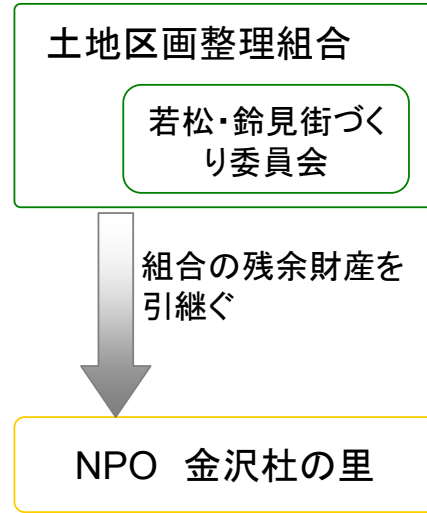 土地区画整理組合
若松・鈴見街づく
り委員会
組合の残余財産を
引継ぐ
NPO　金沢杜の里